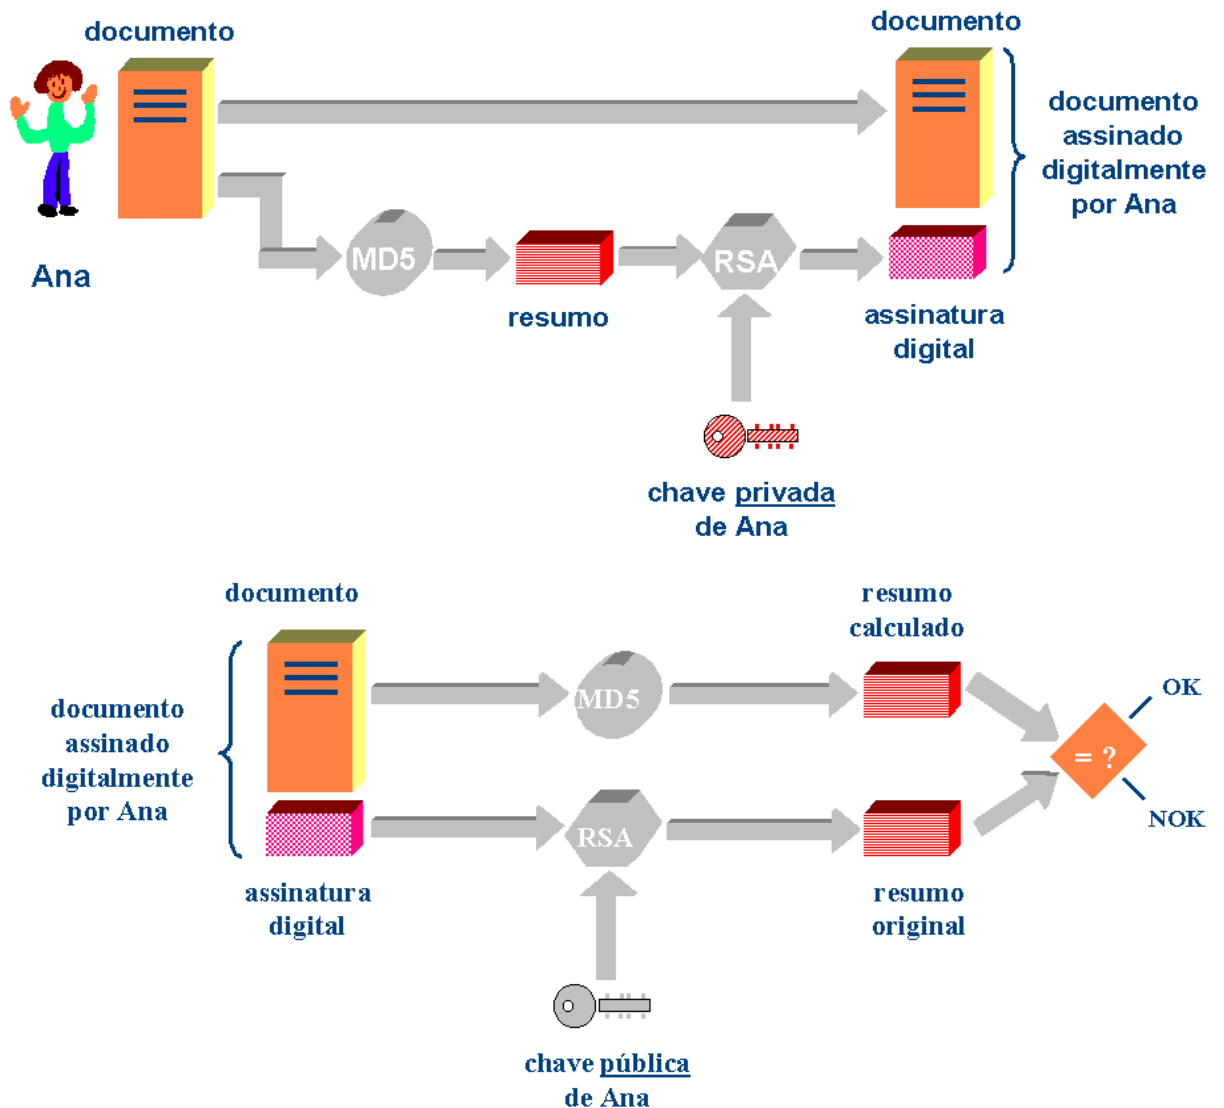 documento
documento
documento
assinado
digitalmente
por Ana
Ana
MD5
resumo
RSA
assinatura
digital
chave privada
de Ana
documento
resumo
calculado
documento
assinado
digitalmente
por Ana
MD5
OK
= ?
NOK
RSA
assinatura
digital
resumo
original
chave pública
de Ana